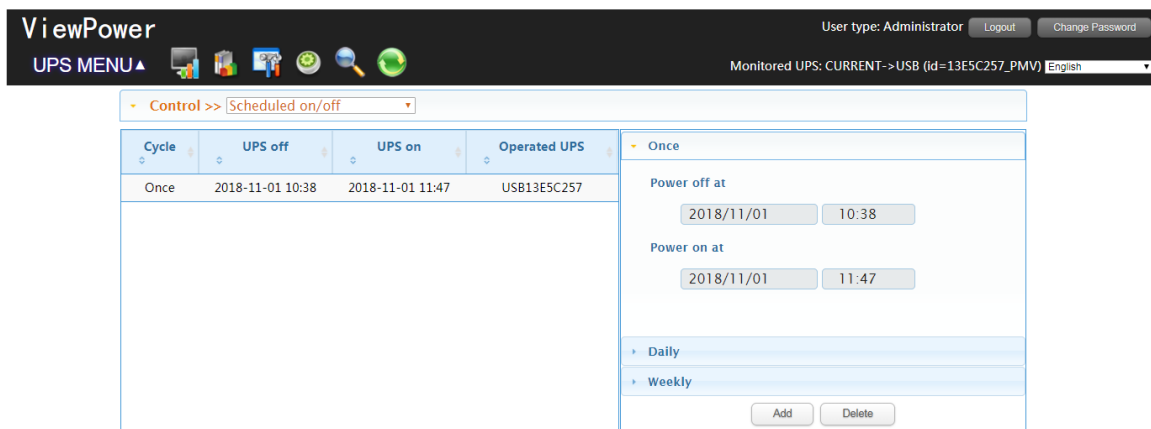 ViewPower
User type: Administrator Logout Change Password
UPS MENU▲
Monitored UPS: CURRENT->USB (id=13E5C257_PMV) English
Control >> Scheduled on/off
Cycle UPS off UPS on Operated UPS
Once 2018-11-01 10:38 2018-11-01 11:47 USB13E5C257
Once
Power off at
2018/11/01 10:38
Power on at
2018/11/01 11:47
Daily
Weekly
Add Delete